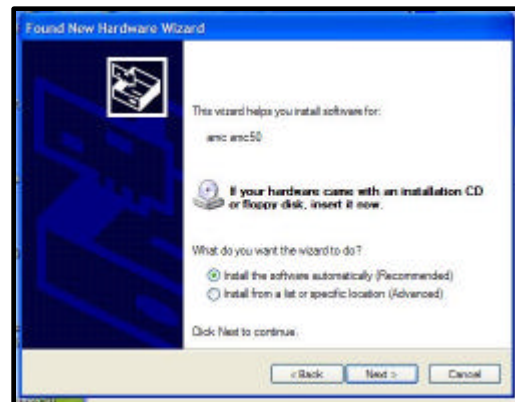 Found New Hardware Wizard
This wizard helps you install software for:
amc amc50
If your hardware came with an installation CD
or floppy disk, insert it now.
What do you want the wizard to do?
Install the software automatically (Recommended)
Install from a list or specific location (Advanced)
Click Next to continue.
< Back
Next >
Cancel